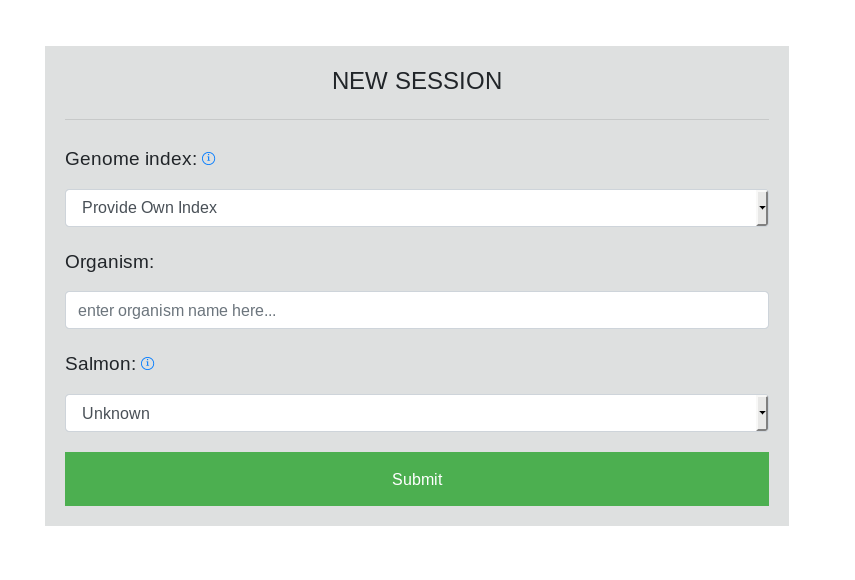 NEW SESSION
Genome index:
Provide Own Index
Organism:
enter organism name here...
Salmon:
Unknown
Submit